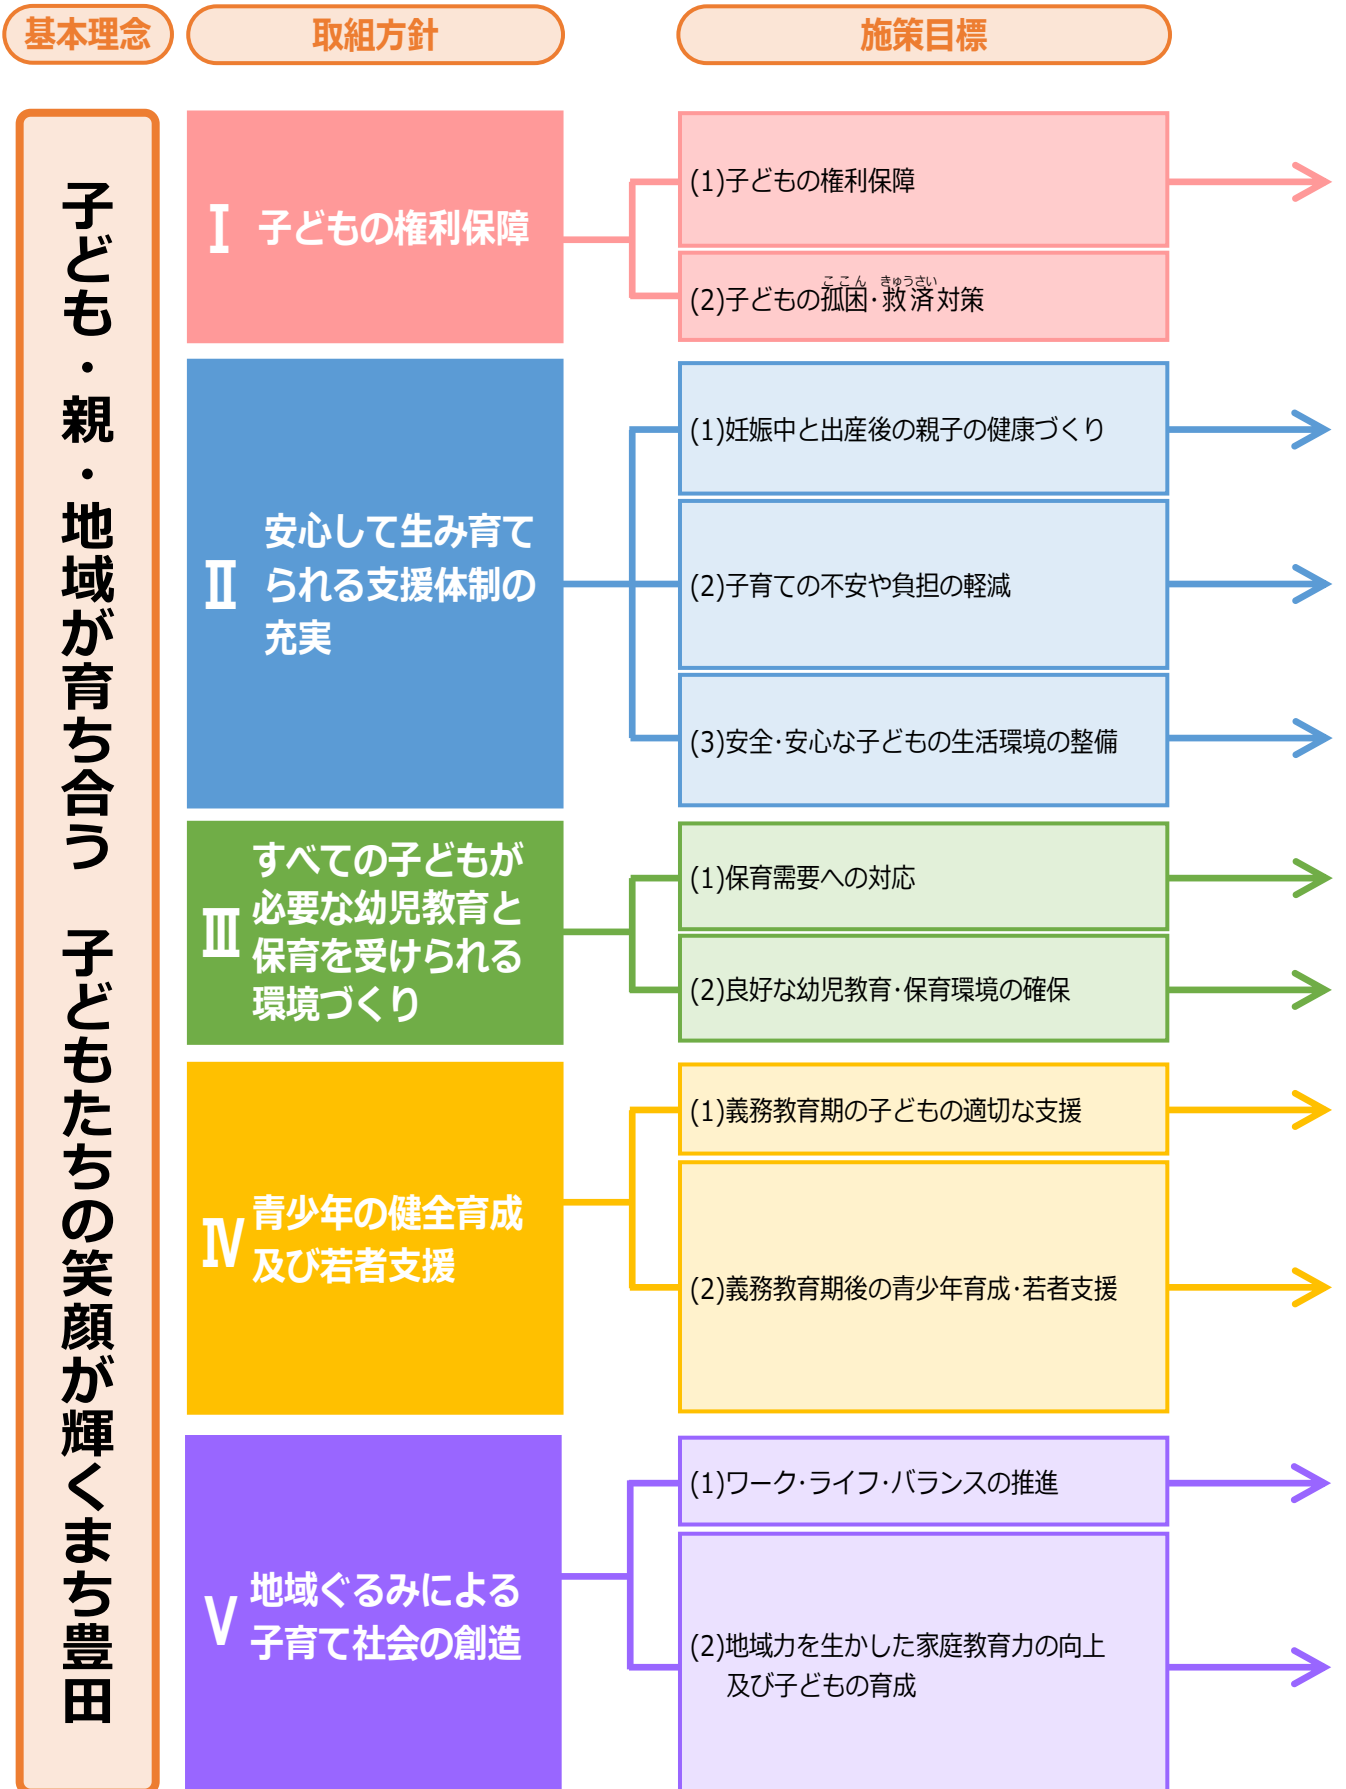 基本理念
取組方針
施策目標
子ども・親・地域が育ち合う　子どもたちの笑顔が輝くまち豊田
Ⅰ 子どもの権利保障
(1)子どもの権利保障
ここん きゅうさい
(2)子どもの孤困・救済対策
Ⅱ
安心して生み育て
られる支援体制の
充実
(1)妊娠中と出産後の親子の健康づくり
(2)子育ての不安や負担の軽減
(3)安全・安心な子どもの生活環境の整備
Ⅲ
すべての子どもが
必要な幼児教育と
保育を受けられる
環境づくり
(1)保育需要への対応
(2)良好な幼児教育・保育環境の確保
Ⅳ
青少年の健全育成
及び若者支援
(1)義務教育期の子どもの適切な支援
(2)義務教育期後の青少年育成・若者支援
Ⅴ
地域ぐるみによる
子育て社会の創造
(1)ワーク・ライフ・バランスの推進
(2)地域力を生かした家庭教育力の向上
及び子どもの育成